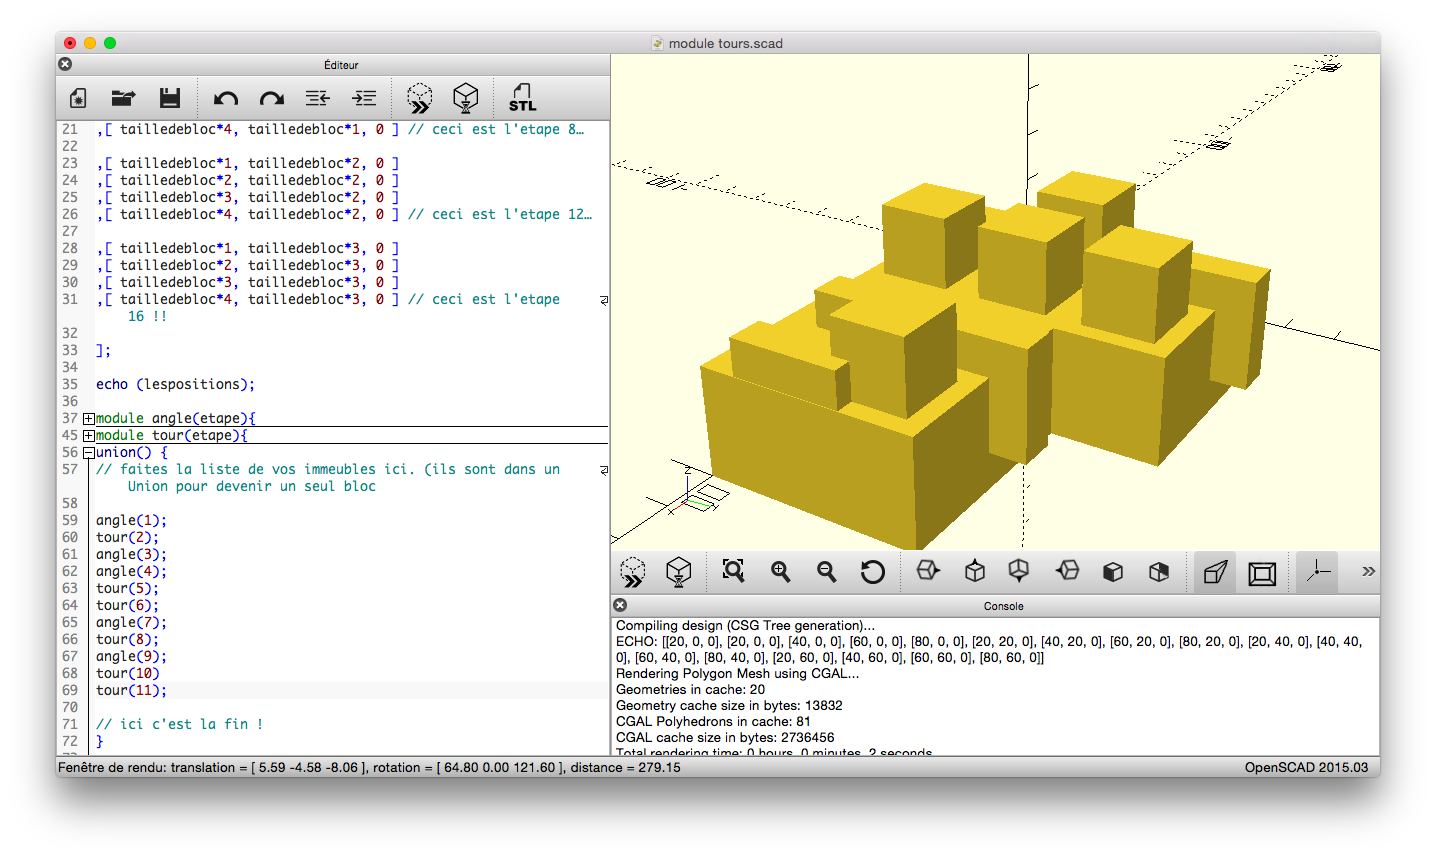 module tours.scad
Éditeur
STL
21 ,[ tailledebloc*4, tailledebloc*1, 0 ] // ceci est l'etape 8…
22
23 ,[ tailledebloc*1, tailledebloc*2, 0 ]
24 ,[ tailledebloc*2, tailledebloc*2, 0 ]
25 ,[ tailledebloc*3, tailledebloc*2, 0 ]
26 ,[ tailledebloc*4, tailledebloc*2, 0 ] // ceci est l'etape 12…
27
28 ,[ tailledebloc*1, tailledebloc*3, 0 ]
29 ,[ tailledebloc*2, tailledebloc*3, 0 ]
30 ,[ tailledebloc*3, tailledebloc*3, 0 ]
31 ,[ tailledebloc*4, tailledebloc*3, 0 ] // ceci est l'etape
16 !!
32
33 ];
34
35 echo (lespositions);
36
37 module angle(etape){
45 module tour(etape){
56 union() {
57 // faites la liste de vos immeubles ici. (ils sont dans un
Union pour devenir un seul bloc
58
59 angle(1);
60 tour(2);
61 angle(3);
62 angle(4);
63 tour(5);
64 tour(6);
65 angle(7);
66 tour(8);
67 angle(9);
68 tour(10)
69 tour(11);
70
71 // ici c'est la fin !
72 }
Z
X
Console
Compiling design (CSG Tree generation)...
ECHO: [[20, 0, 0], [20, 0, 0], [40, 0, 0], [60, 0, 0], [80, 0, 0], [20, 20, 0], [40, 20, 0], [60, 20, 0], [80, 20, 0], [20, 40, 0], [40, 40,
0], [60, 40, 0], [80, 40, 0], [20, 60, 0], [40, 60, 0], [60, 60, 0], [80, 60, 0]]
Rendering Polygon Mesh using CGAL...
Geometries in cache: 20
Geometry cache size in bytes: 13832
CGAL Polyhedrons in cache: 81
CGAL cache size in bytes: 2736456
Total rendering time: 0 hours, 0 minutes, 2 seconds
Fenêtre de rendu: translation = [ 5.59 -4.58 -8.06 ], rotation = [ 64.80 0.00 121.60 ], distance = 279.15
OpenSCAD 2015.03